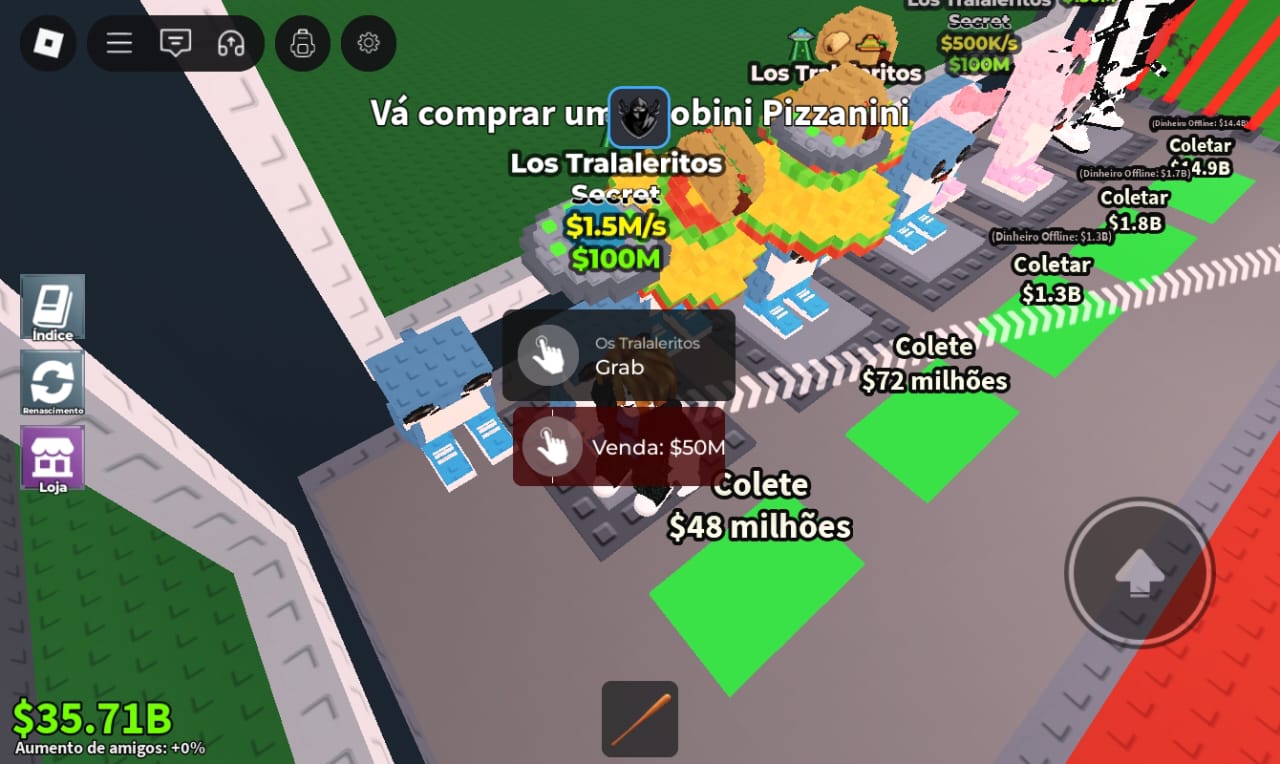 Los Tralaleritos
Secret
$500K/s
$100M
Los Tralaleritos
Vá comprar um obini Pizzanini
Los Tralaleritos
Secret
$1.5M/s
$100M
(Dinheiro Offline: $14.4B)
Coletar
$14.9B
(Dinheiro Offline: $1.7B)
Coletar
$1.8B
(Dinheiro Offline: $1.3B)
Coletar
$1.3B
Colete
$72 milhões
Os Tralaleritos
Grab
Venda: $50M
Colete
$48 milhões
Índice
Renascimento
Loja
$35.71B
Aumento de amigos: +0%